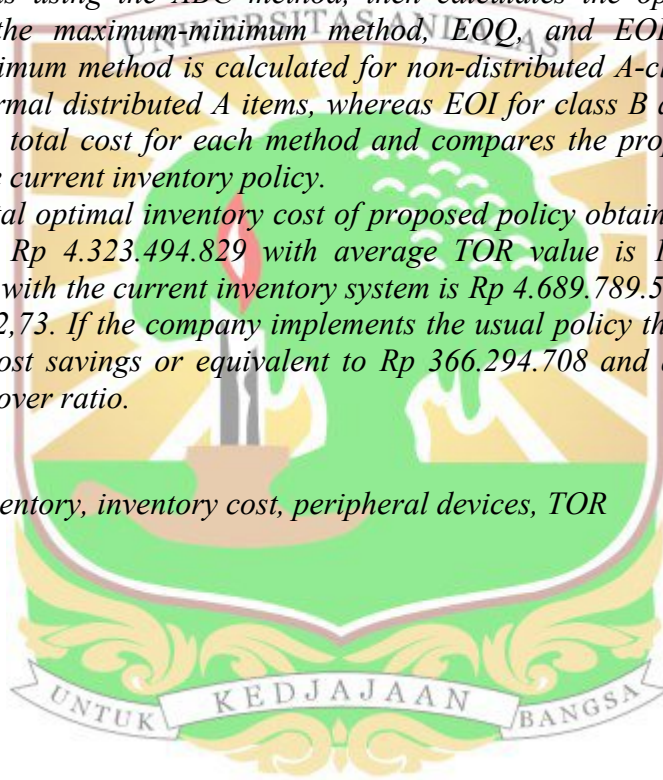 using the ABC method, then calculates the op
the maximum-minimum method, EOQ, and EOI
imum method is calculated for non-distributed A-cl
rmal distributed A items, whereas EOI for class B
total cost for each method and compares the prop
e current inventory policy.
tal optimal inventory cost of proposed policy obtain
Rp 4.323.494.829 with average TOR value is
with the current inventory system is Rp 4.689.789.5
2,73. If the company implements the usual policy th
ost savings or equivalent to Rp 366.294.708 and
over ratio.
entory, inventory cost, peripheral devices, TOR
UNIVERSITAS ANDALAS
UNTUK KEDJAJAAN BANGSA